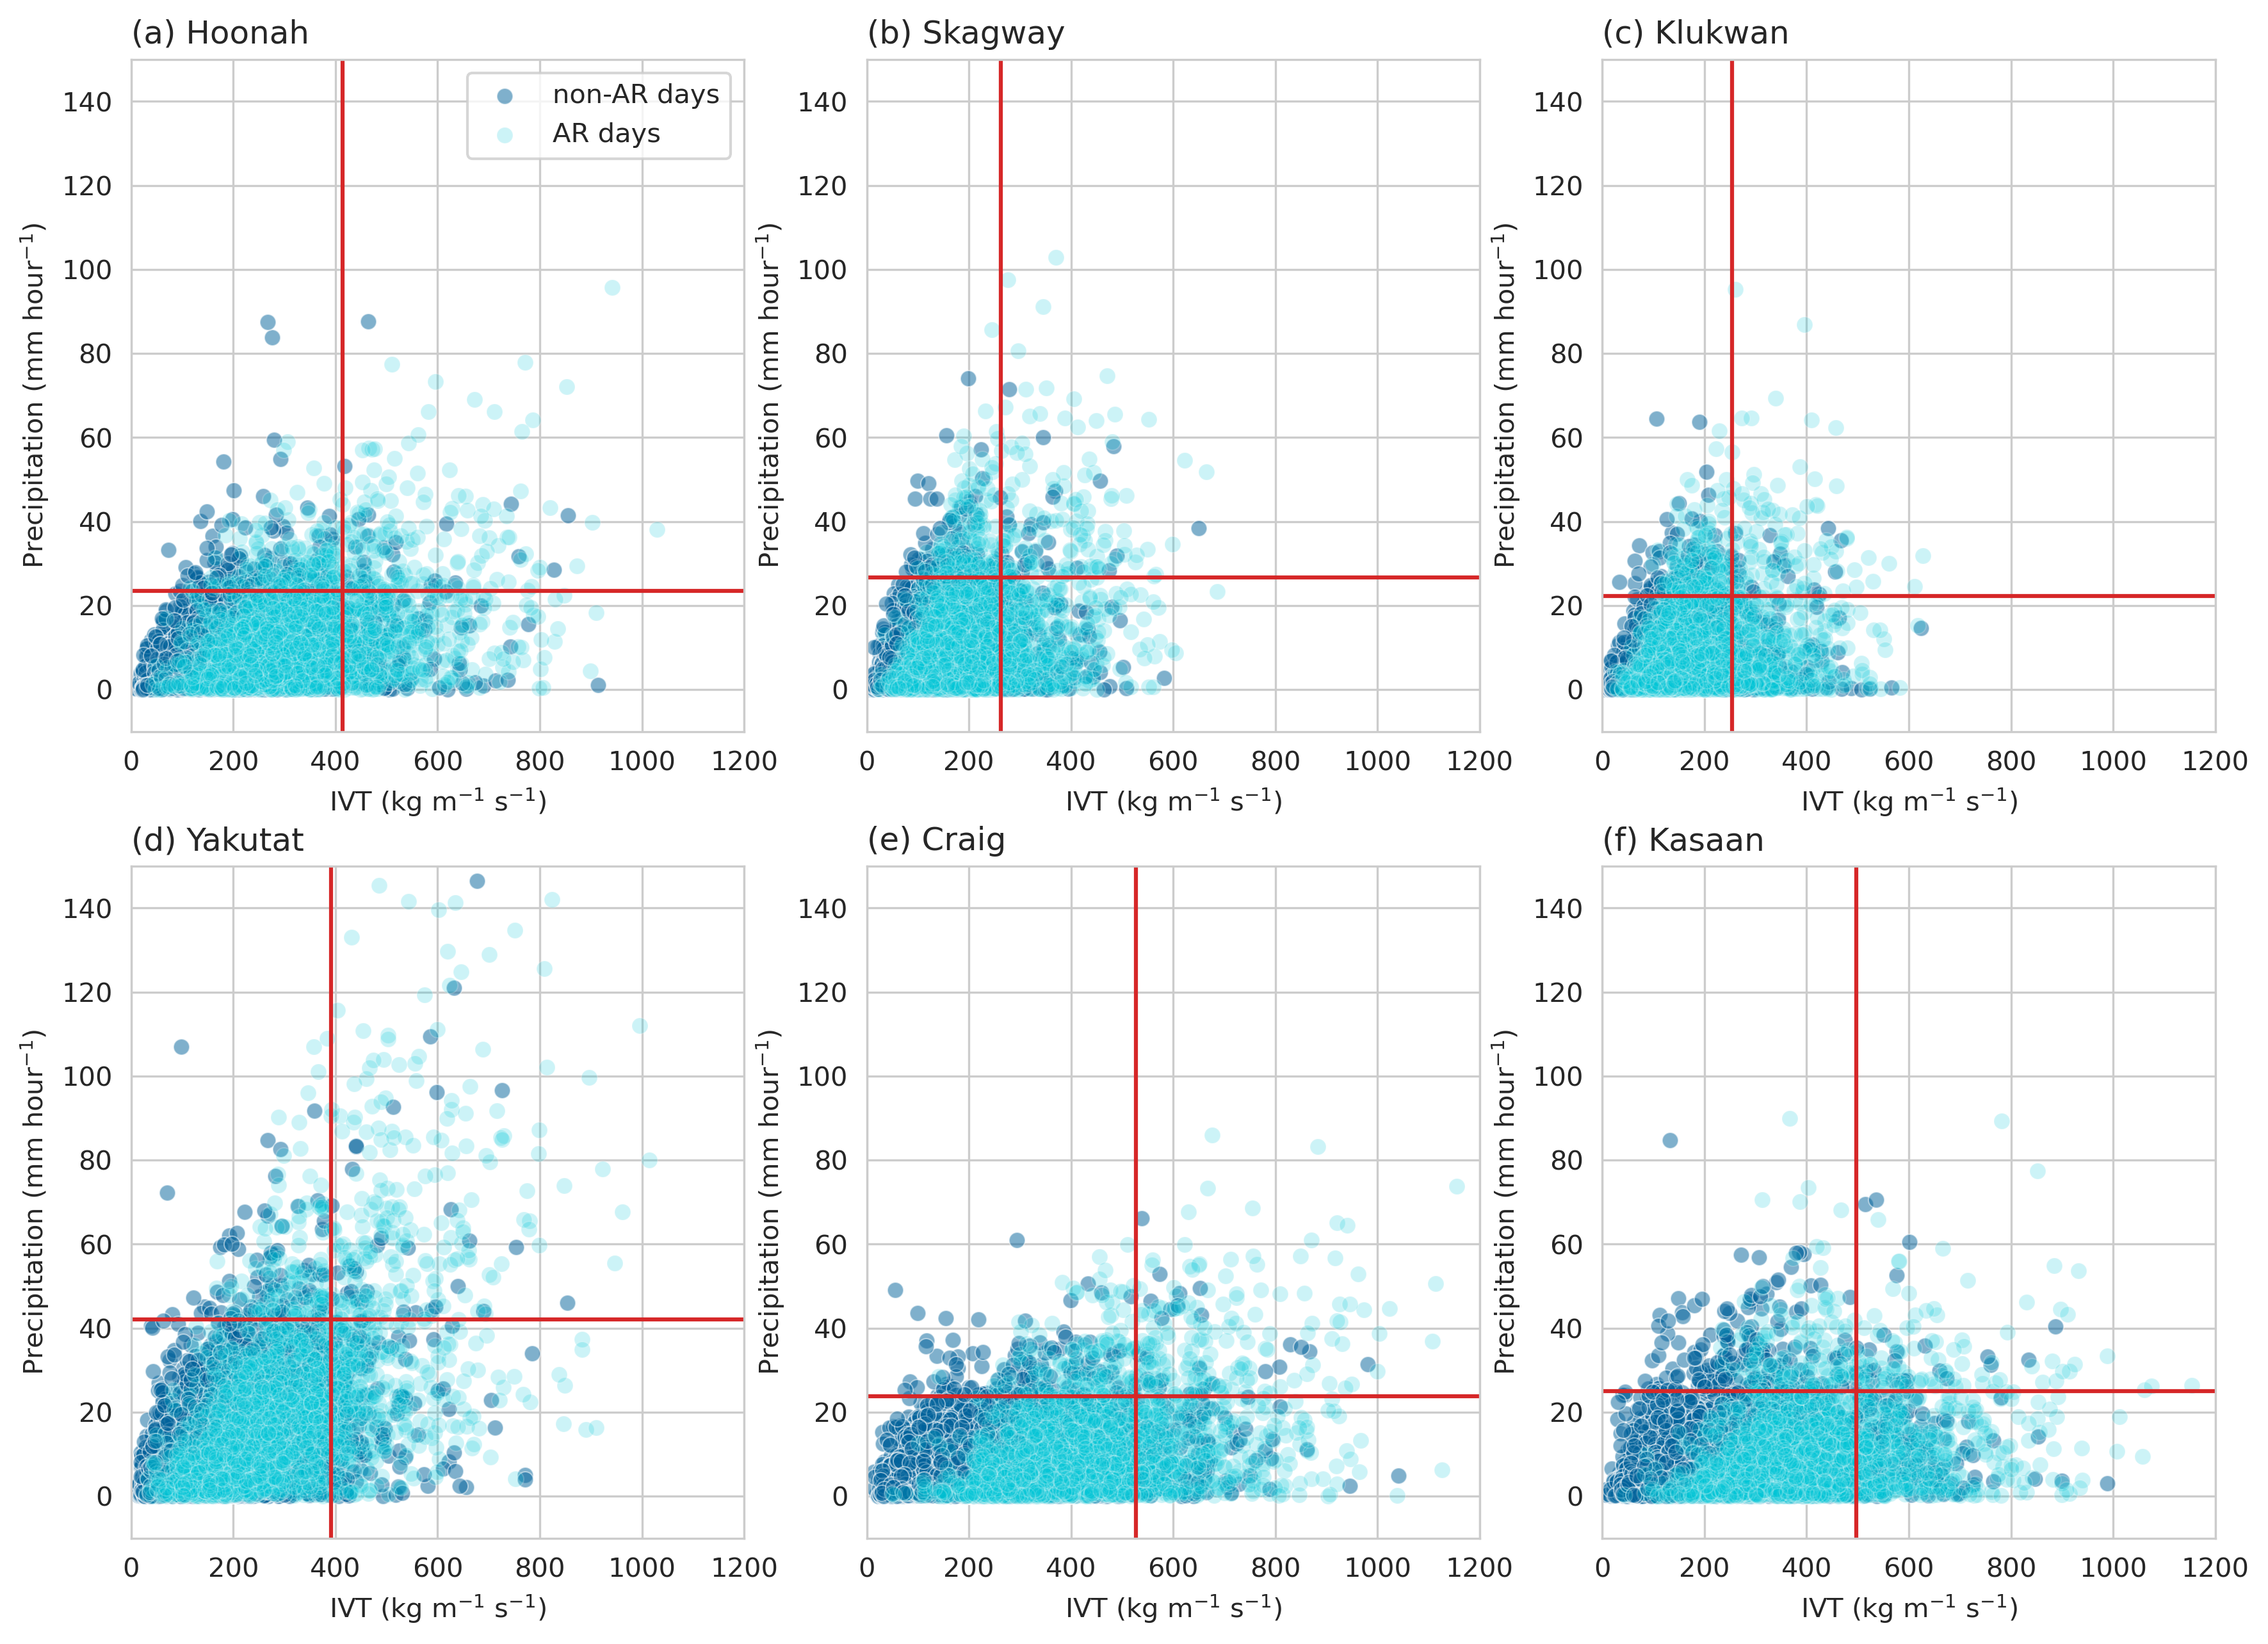 (a) Hoonah
(b) Skagway
(c) Klukwan
non-AR days
AR days
Precipitation (mm hour⁻¹)
140
120
100
80
60
40
20
0
0 200 400 600 800 1000 1200
IVT (kg m⁻¹ s⁻¹)
Precipitation (mm hour⁻¹)
140
120
100
80
60
40
20
0
0 200 400 600 800 1000 1200
IVT (kg m⁻¹ s⁻¹)
Precipitation (mm hour⁻¹)
140
120
100
80
60
40
20
0
0 200 400 600 800 1000 1200
IVT (kg m⁻¹ s⁻¹)
(d) Yakutat
(e) Craig
(f) Kasaan
Precipitation (mm hour⁻¹)
140
120
100
80
60
40
20
0
0 200 400 600 800 1000 1200
IVT (kg m⁻¹ s⁻¹)
Precipitation (mm hour⁻¹)
140
120
100
80
60
40
20
0
0 200 400 600 800 1000 1200
IVT (kg m⁻¹ s⁻¹)
Precipitation (mm hour⁻¹)
140
120
100
80
60
40
20
0
0 200 400 600 800 1000 1200
IVT (kg m⁻¹ s⁻¹)